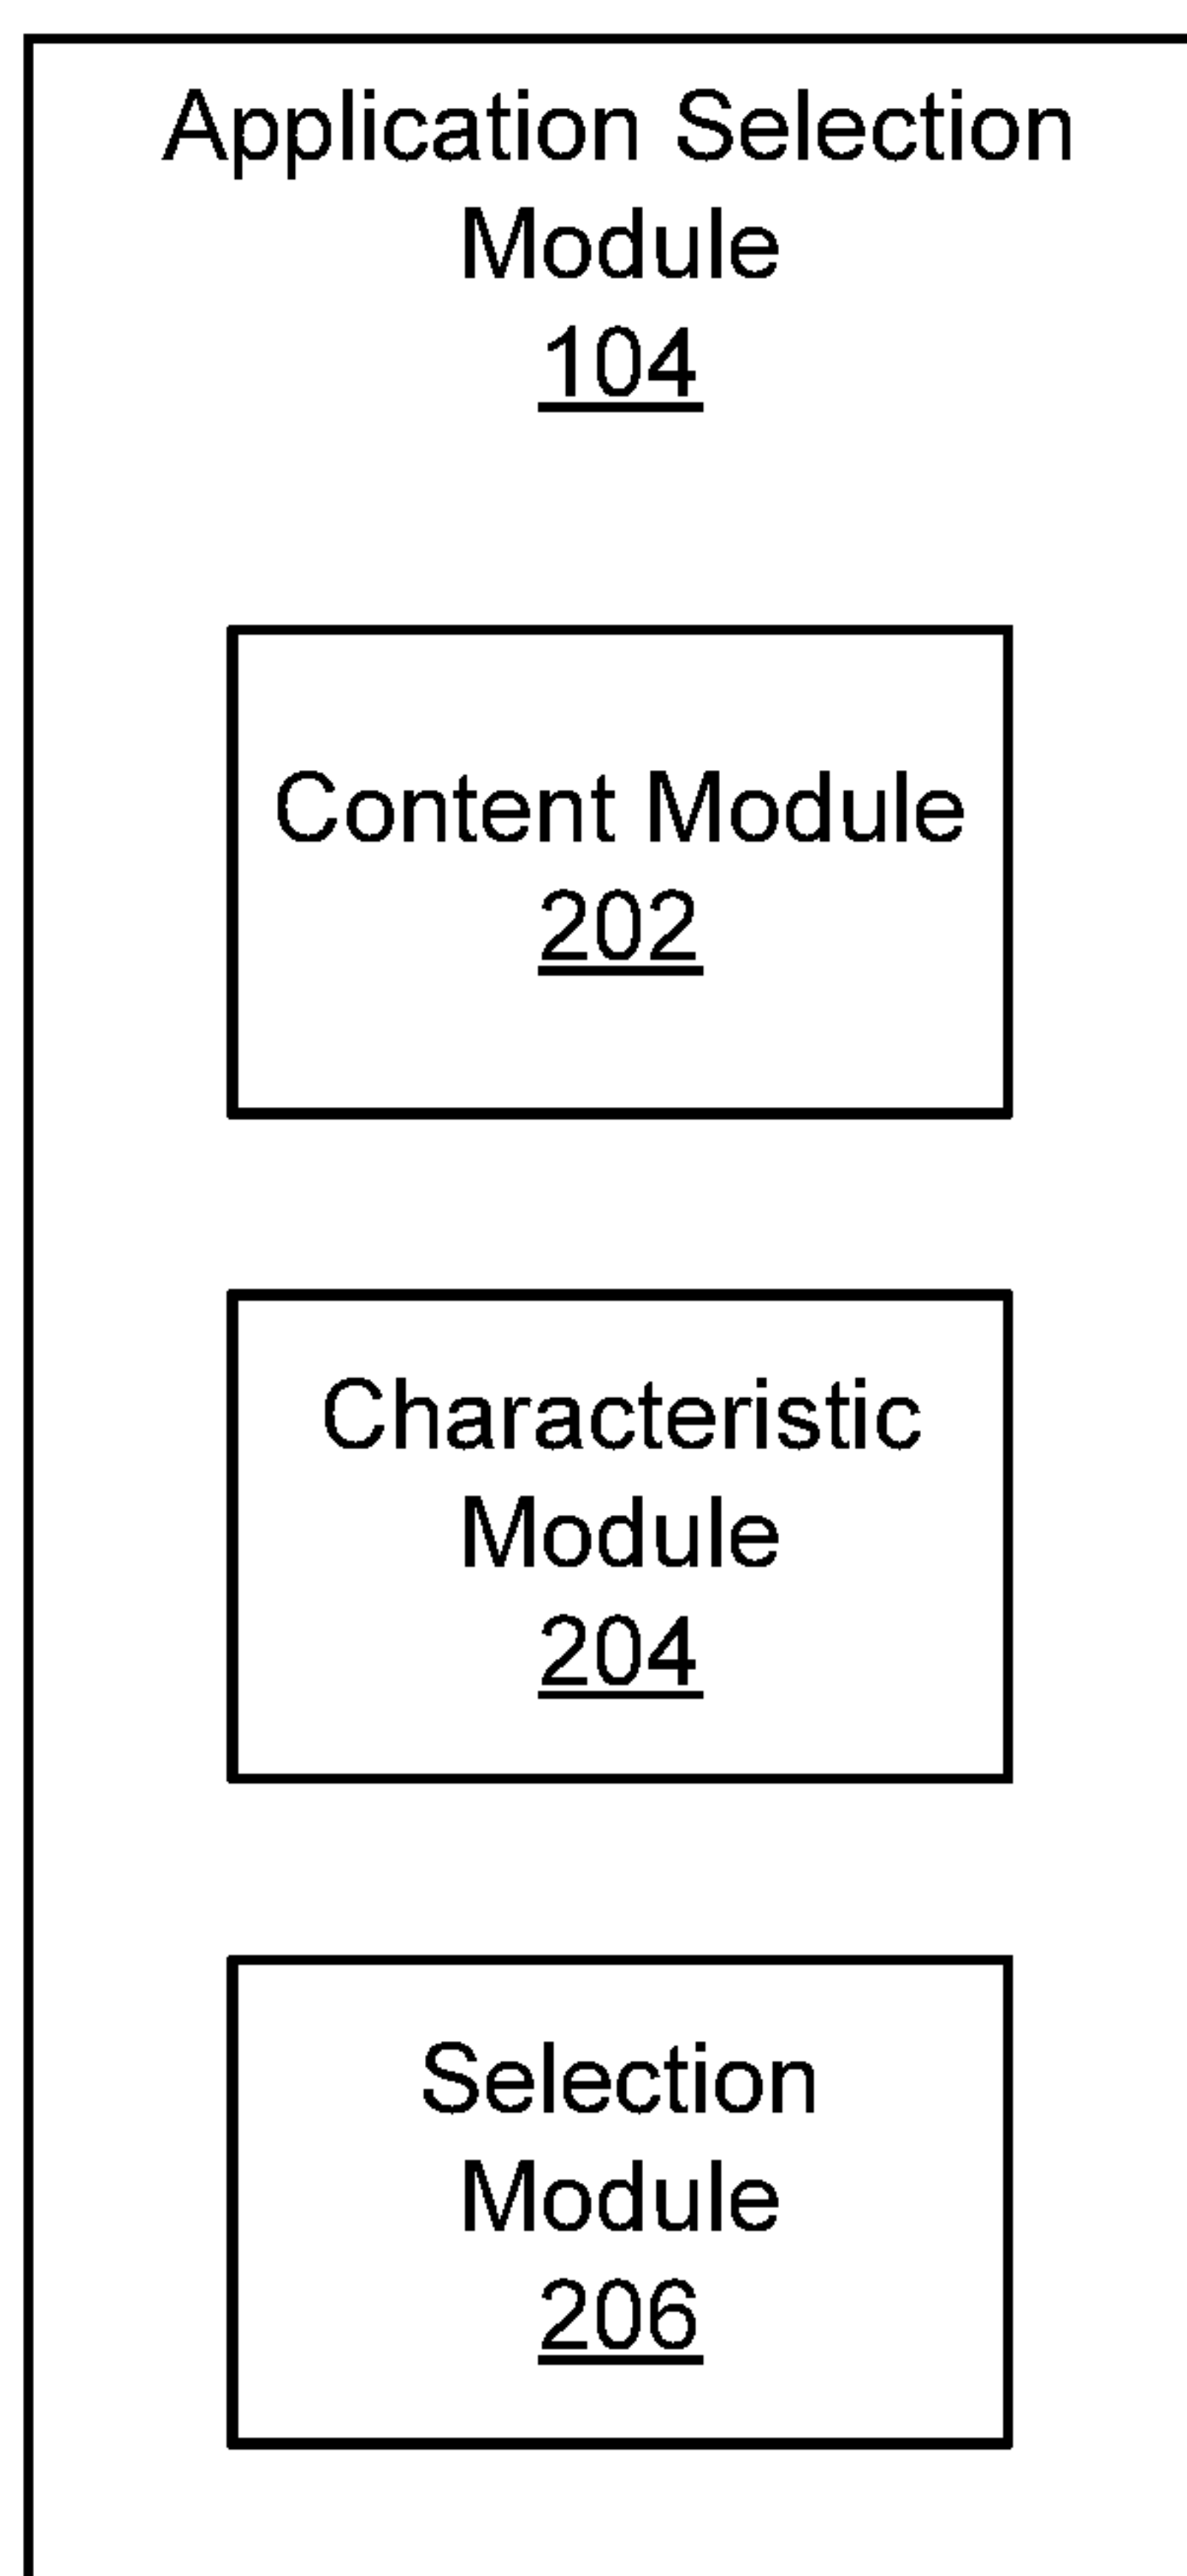 Application Selection
Module
104
Content Module
202
Characteristic
Module
204
Selection
Module
206